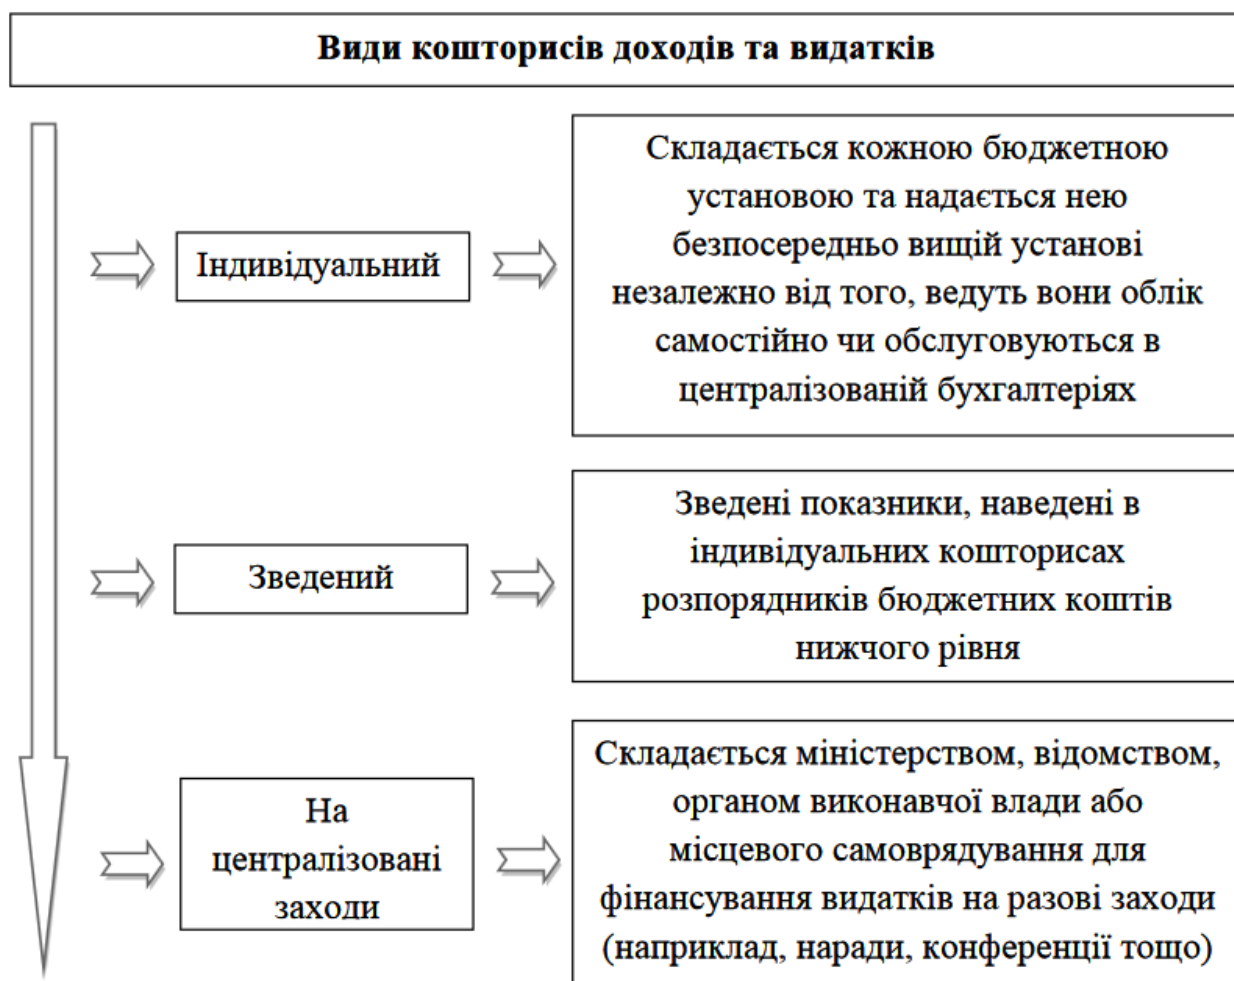 Види кошторисів доходів та видатків
Індивідуальний
Складається кожною бюджетною
установою та надається нею
безпосередньо вищій установі
незалежно від того, ведуть вони облік
самостійно чи обслуговуються в
централізованій бухгалтеріях
Зведений
Зведені показники, наведені в
індивідуальних кошторисах
розпорядників бюджетних коштів
нижчого рівня
На
централізовані
заходи
Складається міністерством, відомством,
органом виконавчої влади або
місцевого самоврядування для
фінансування видатків на разові заходи
(наприклад, наради, конференції тощо)